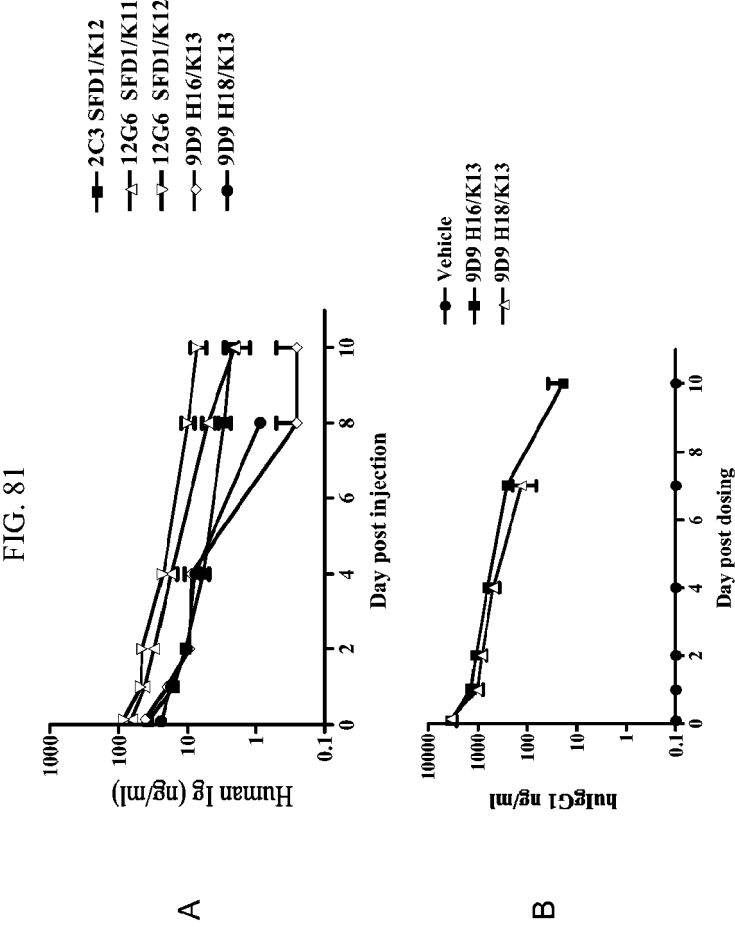 FIG. 81
A
1000
100
10
1
0.1
Human Ig (ng/ml)
0 2 4 6 8 10
Day post injection
2C3 SFD1/K12
12G6 SFD1/K11
12G6 SFD1/K12
9D9 H16/K13
9D9 H18/K13
B
10000
10000
100
10
1
0.1
huIgG1 ng/ml
0 2 4 6 8 10
Day post dosing
Vehicle
9D9 H16/K13
9D9 H18/K13